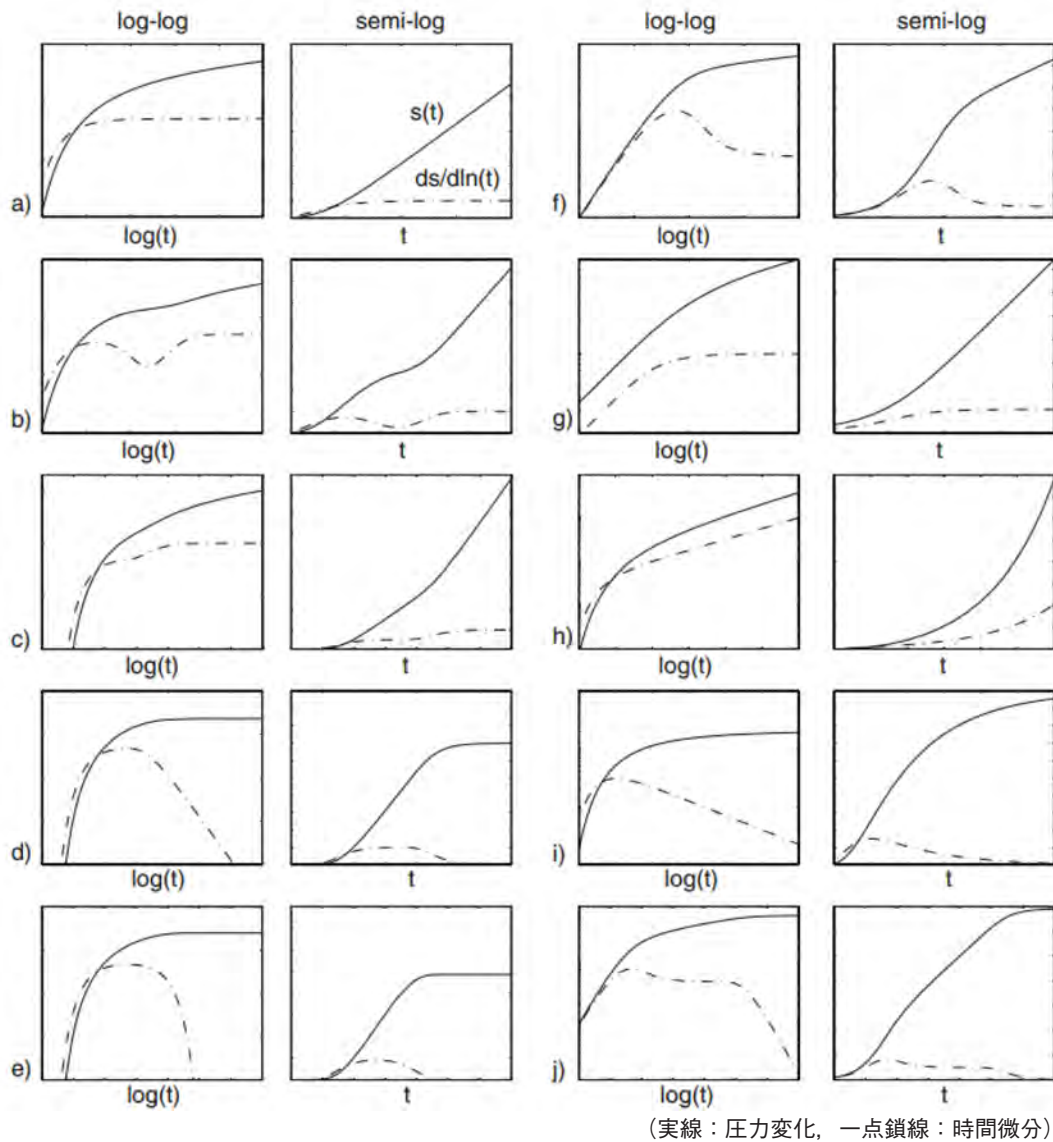 log-log semi-log log-log semi-log
s(t)
ds/dln(t)
a) f)
log(t) t log(t) t
b) g)
log(t) t log(t) t
c) h)
log(t) t log(t) t
d) i)
log(t) t log(t) t
e) j)
log(t) t log(t) t
(実線:圧力変化,一点鎖線:時間微分)